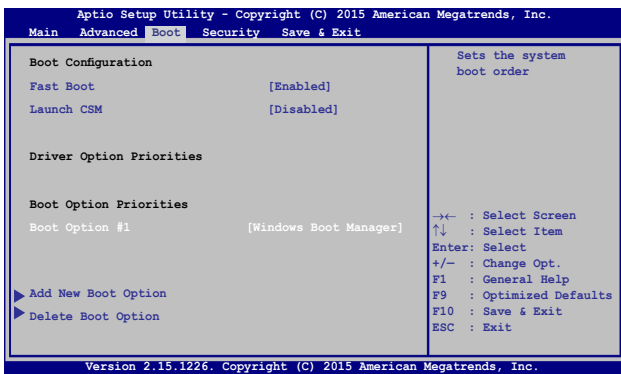 Aptio Setup Utility - Copyright (C) 2015 American Megatrends, Inc.
Main Advanced Boot Security Save & Exit
Boot Configuration
Fast Boot [Enabled]
Launch CSM [Disabled]
Driver Option Priorities
Boot Option Priorities
Boot Option #1 [Windows Boot Manager]
Add New Boot Option
Delete Boot Option
Sets the system
boot order
→← : Select Screen
↑↓ : Select Item
Enter: Select
+/— : Change Opt.
F1 : General Help
F9 : Optimized Defaults
F10 : Save & Exit
ESC : Exit
Version 2.15.1226. Copyright (C) 2015 American Megatrends, Inc.